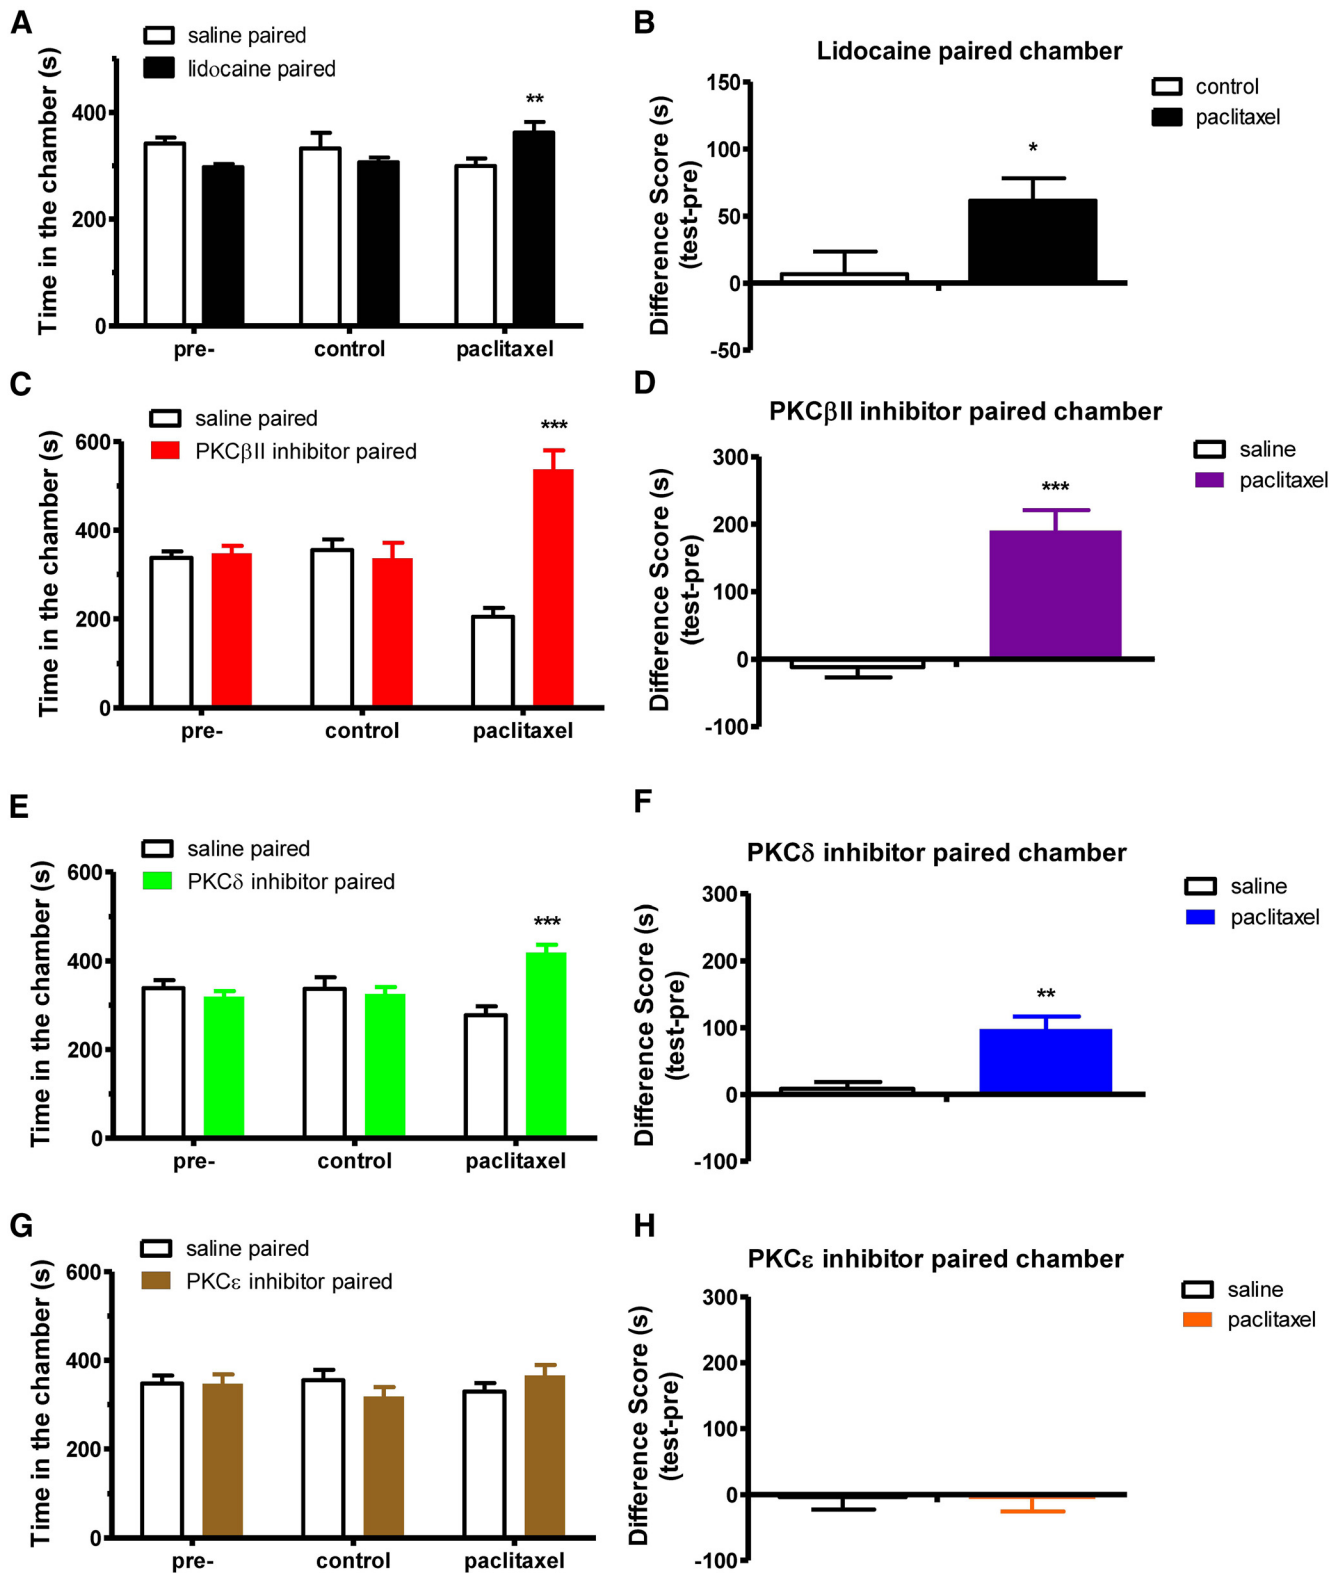 A
saline paired
lidocaine paired
Time in the chamber (s)
400
200
0
**
pre-
control
paclitaxel
B
Lidocaine paired chamber
control
paclitaxel
Difference Score (s)
(test-pre)
150
100
50
0
-50
*
C
saline paired
PKCβII inhibitor paired
Time in the chamber (s)
600
400
200
0
***
pre-
control
paclitaxel
D
PKCβII inhibitor paired chamber
saline
paclitaxel
Difference Score (s)
(test-pre)
300
200
100
0
-100
***
E
saline paired
PKCδ inhibitor paired
Time in the chamber (s)
600
400
200
0
***
pre-
control
paclitaxel
F
PKCδ inhibitor paired chamber
saline
paclitaxel
Difference Score (s)
(test-pre)
300
200
100
0
-100
**
G
saline paired
PKCε inhibitor paired
Time in the chamber (s)
600
400
200
0
pre-
control
paclitaxel
H
PKCε inhibitor paired chamber
saline
paclitaxel
Difference Score (s)
(test-pre)
300
200
100
0
-100